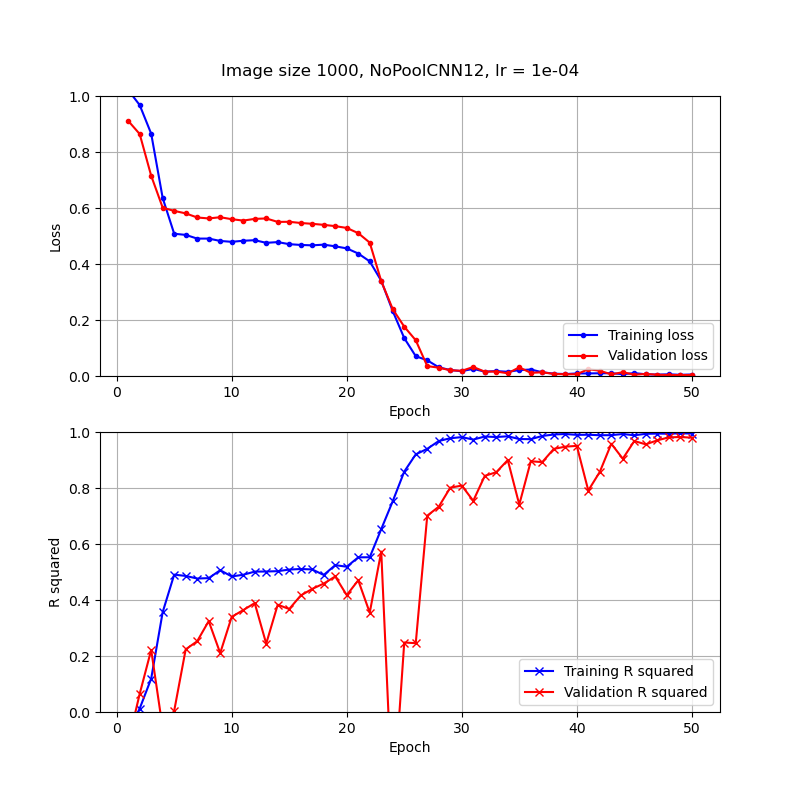 Image size 1000, NoPoolCNN12, lr = 1e-04
1.0
0.8
0.6
0.4
0.2
0.0
Loss
Training loss
Validation loss
0 10 20 30 40 50
Epoch
1.0
0.8
0.6
0.4
0.2
0.0
R squared
Training R squared
Validation R squared
0 10 20 30 40 50
Epoch